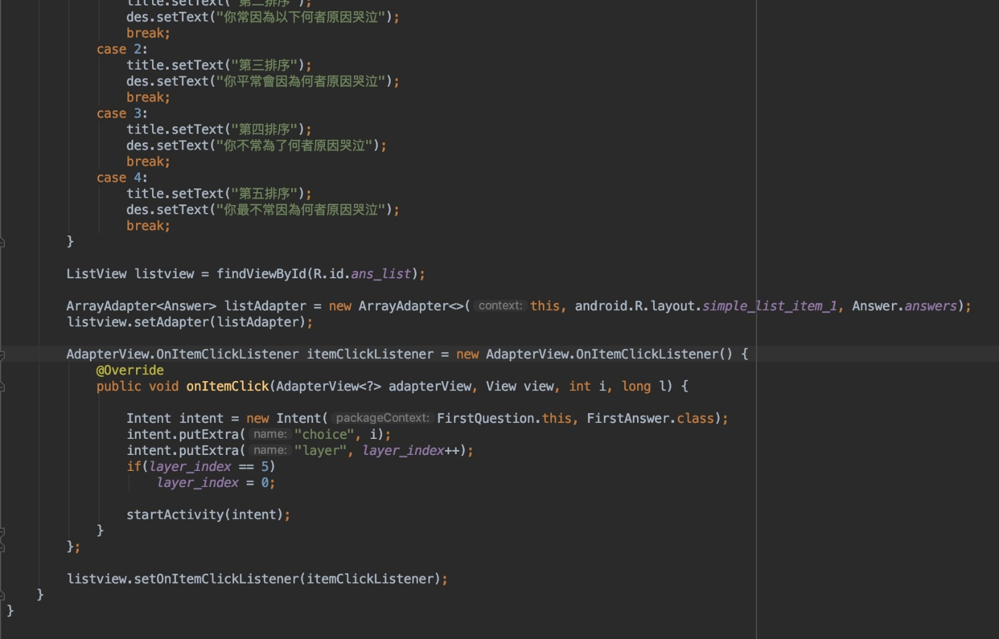 title.setText("第二排序");
des.setText("你常因為以下何者原因哭泣");
break;
case 2:
title.setText("第三排序");
des.setText("你平常會因為何者原因哭泣");
break;
case 3:
title.setText("第四排序");
des.setText("你不常為了何者原因哭泣");
break;
case 4:
title.setText("第五排序");
des.setText("你最不常因為何者原因哭泣");
break;
}
ListView listview = findViewById(R.id.ans_list);
ArrayAdapter<Answer> listAdapter = new ArrayAdapter<>( context: this, android.R.layout.simple_list_item_1, Answer.answers);
listview.setAdapter(listAdapter);
AdapterView.OnItemClickListener itemClickListener = new AdapterView.OnItemClickListener() {
@Override
public void onItemClick(AdapterView<?> adapterView, View view, int i, long l) {
Intent intent = new Intent( packageContext: FirstQuestion.this, FirstAnswer.class);
intent.putExtra( name: "choice", i);
intent.putExtra( name: "layer", layer_index++);
if(layer_index == 5)
layer_index = 0;
startActivity(intent);
}
};
listview.setOnItemClickListener(itemClickListener);
}
}